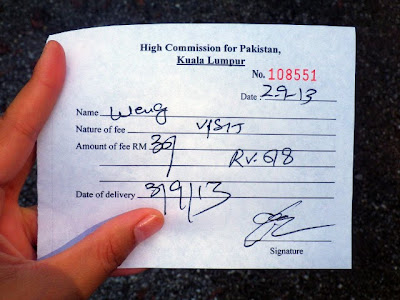 High Commission for Pakistan,
Kuala Lumpur
No. 108551
Date 2-9-13
Name Weng
Nature of fee VISIT
Amount of fee RM 30/
RV. 618
Date of delivery 3/9/13
Signature